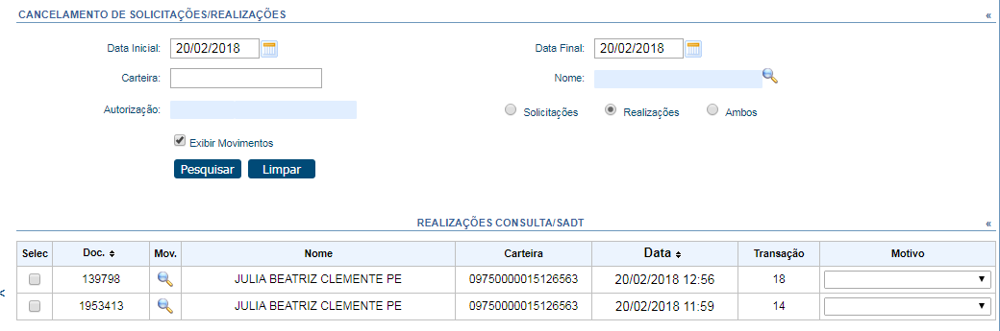 CANCELAMENTO DE SOLICITAÇÕES/REALIZAÇÕES «
Data Inicial: 20/02/2018 Data Final: 20/02/2018
Carteira: Nome:
Autorização: Solicitações Realizações Ambos
Exibir Movimentos
Pesquisar Limpar
REALIZAÇÕES CONSULTA/SADT «
Selec Doc. Mov. Nome Carteira Data Transação Motivo
139798 JULIA BEATRIZ CLEMENTE PE 09750000015126563 20/02/2018 12:56 18
< 1953413 JULIA BEATRIZ CLEMENTE PE 09750000015126563 20/02/2018 11:59 14